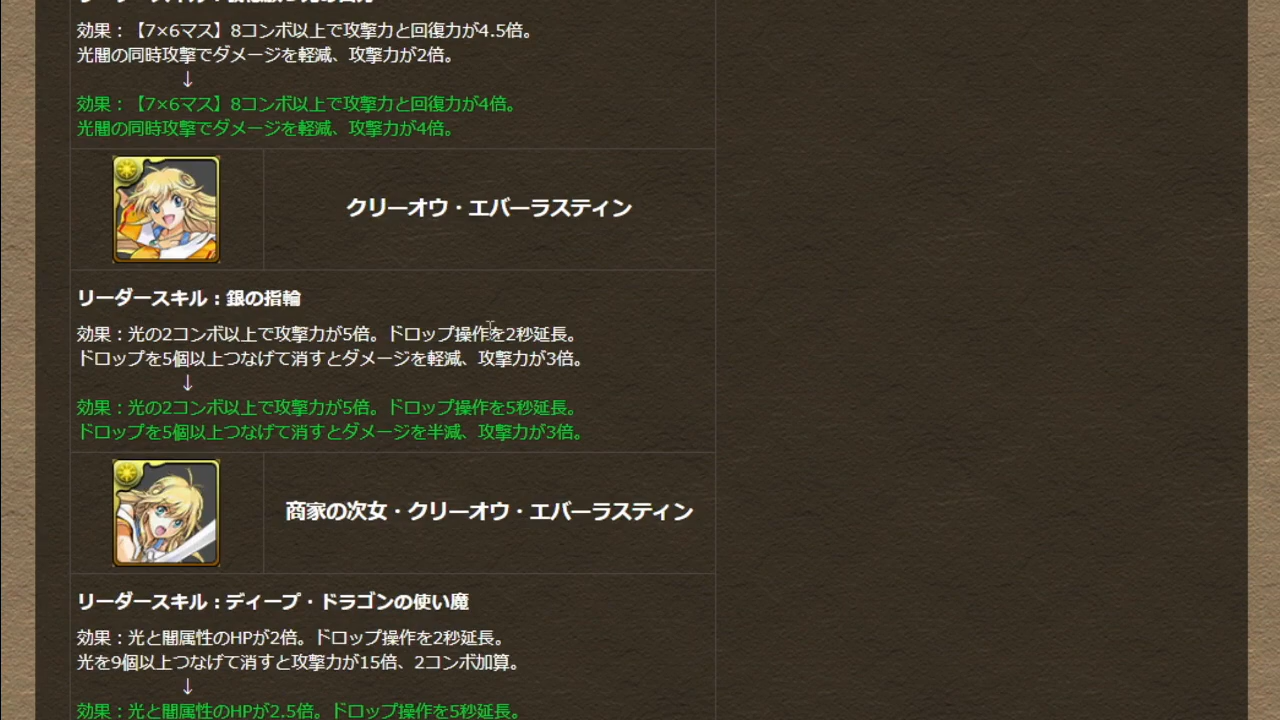 効果：【7×6マス】8コンボ以上で攻撃力と回復力が4.5倍。
光闇の同時攻撃でダメージを軽減、攻撃力が2倍。
↓
効果：【7×6マス】8コンボ以上で攻撃力と回復力が4倍。
光闇の同時攻撃でダメージを軽減、攻撃力が4倍。
クリーオウ・エバーラスティン
リーダースキル：銀の指輪
効果：光の2コンボ以上で攻撃力が5倍。ドロップ操作を2秒延長。
ドロップを5個以上つなげて消すとダメージを軽減、攻撃力が3倍。
↓
効果：光の2コンボ以上で攻撃力が5倍。ドロップ操作を5秒延長。
ドロップを5個以上つなげて消すとダメージを半減、攻撃力が3倍。
商家の次女・クリーオウ・エバーラスティン
リーダースキル：ディープ・ドラゴンの使い魔
効果：光と闇属性のHPが2倍。ドロップ操作を2秒延長。
光を9個以上つなげて消すと攻撃力が15倍、2コンボ加算。
↓
効果：光と闇属性のHPが2.5倍。ドロップ操作を5秒延長。